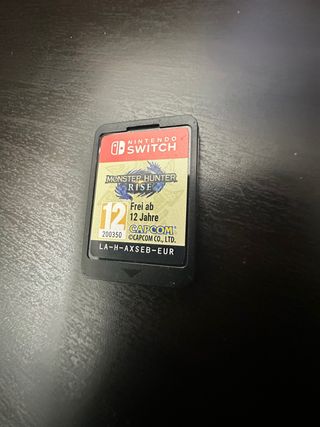 NINTENDO
SWITCH
MONSTER HUNTER
RISE
12
200350
Frei ab
12 Jahre
CAPCOM
©CAPCOM CO., LTD.
LA-H-AXSEB-EUR